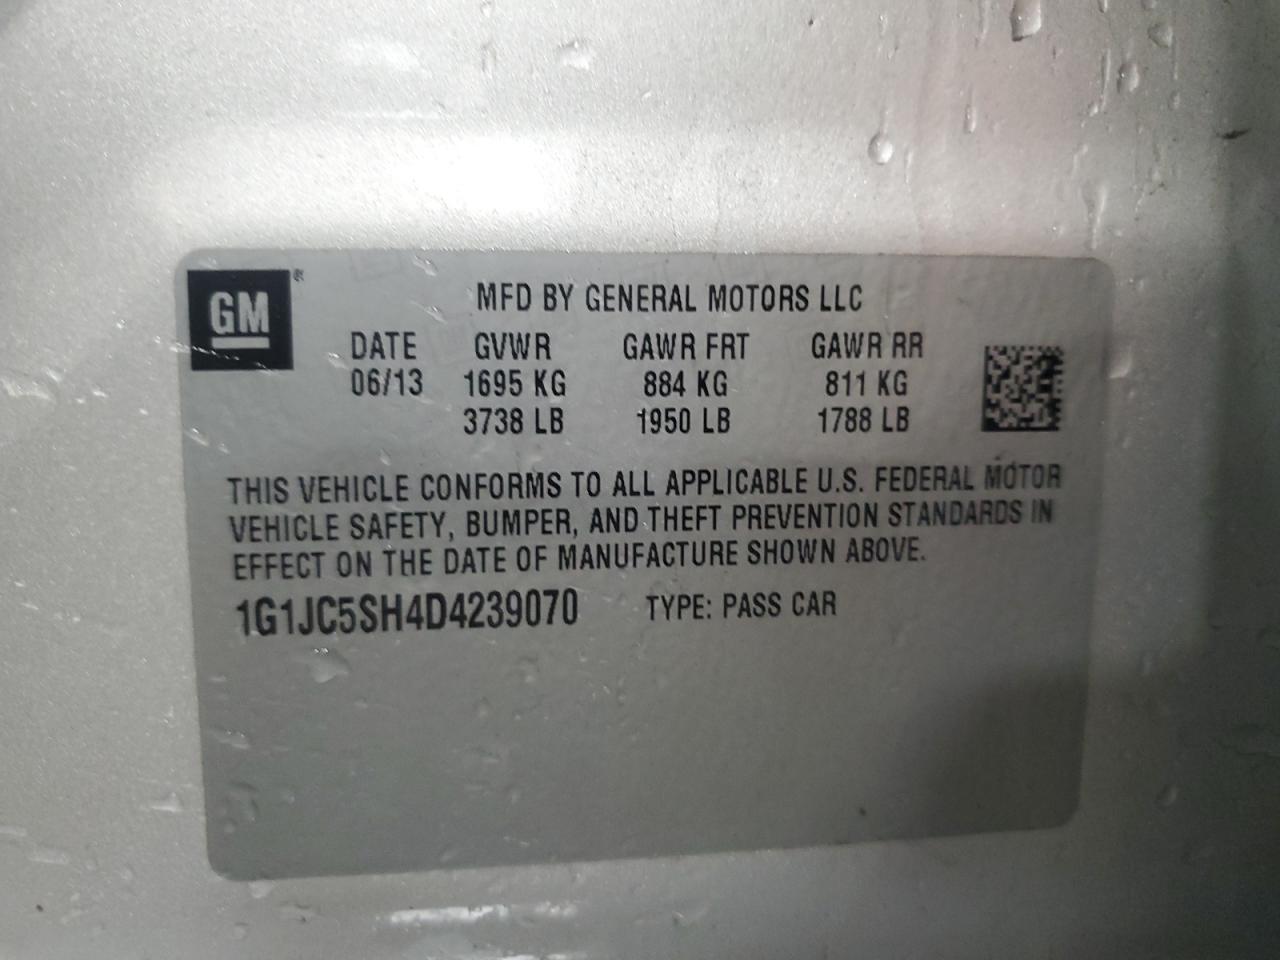 GM®
MFD BY GENERAL MOTORS LLC
DATE GVWR GAWR FRT GAWR RR
06/13 1695 KG 884 KG 811 KG
3738 LB 1950 LB 1788 LB
THIS VEHICLE CONFORMS TO ALL APPLICABLE U.S. FEDERAL MOTOR
VEHICLE SAFETY, BUMPER, AND THEFT PREVENTION STANDARDS IN
EFFECT ON THE DATE OF MANUFACTURE SHOWN ABOVE.
1G1JC5SH4D4239070 TYPE: PASS CAR